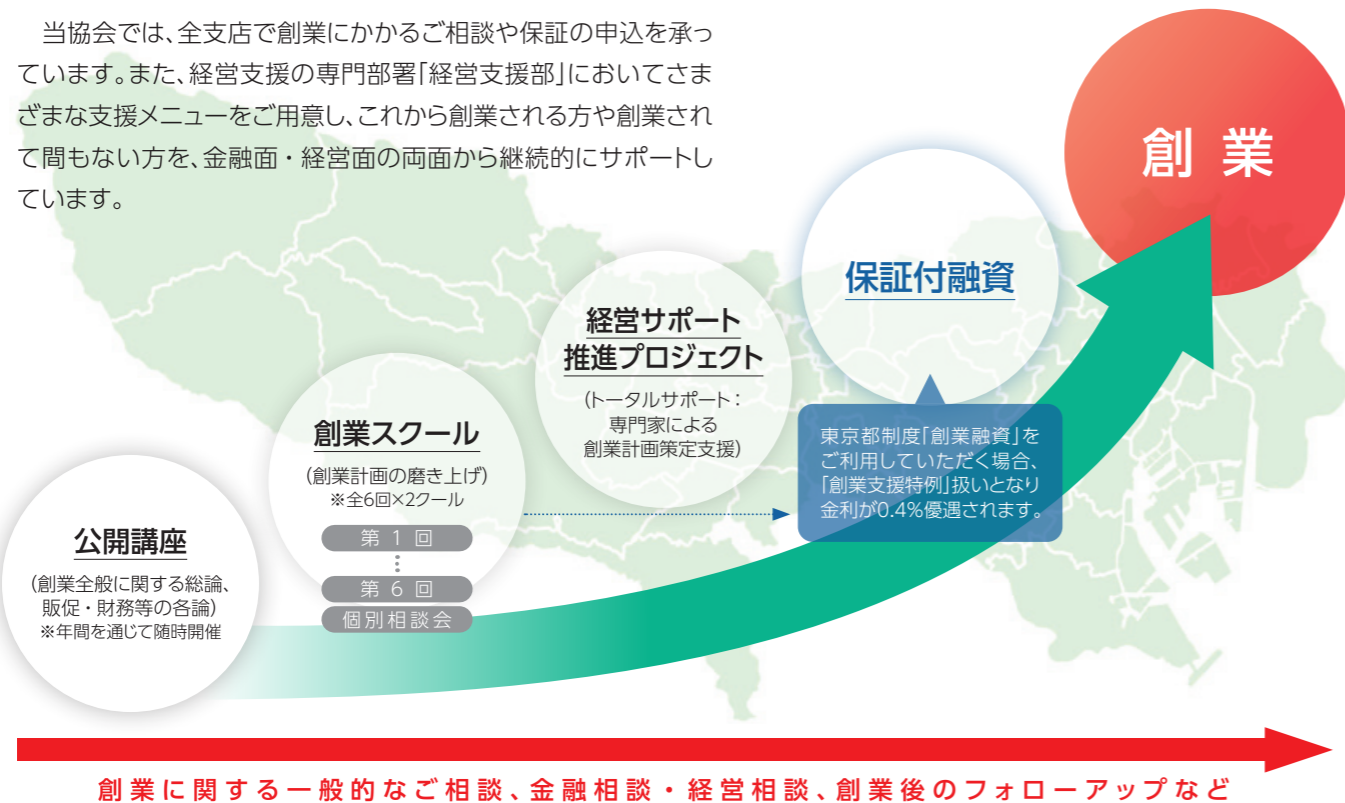 当協会では、全支店で創業にかかるご相談や保証の申込を承っ
ています。また、経営支援の専門部署「経営支援部」においてさま
ざまな支援メニューをご用意し、これから創業される方や創業され
て間もない方を、金融面・経営面の両面から継続的にサポートし
ています。
創業
保証付融資
東京都制度「創業融資」を
ご利用していただく場合、
「創業支援特例」扱いとなり
金利が0.4%優遇されます。
経営サポート
推進プロジェクト
(トータルサポート：
専門家による
創業計画策定支援)
創業スクール
(創業計画の磨き上げ)
※全6回×2クール
第1回
⋮
第6回
個別相談会
公開講座
(創業全般に関する総論、
販促・財務等の各論)
※年間を通じて随時開催
創業に関する一般的なご相談、金融相談・経営相談、創業後のフォローアップなど